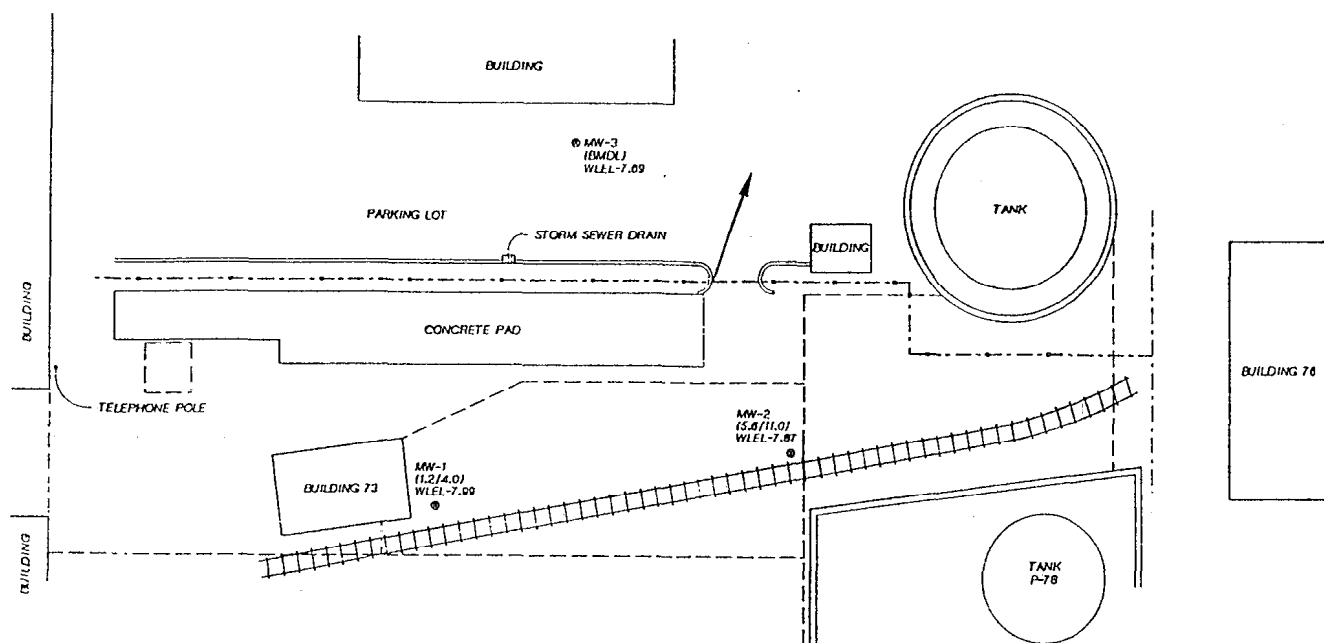 BUILDING
MW-3
(BMDL)
WLEL-7.69
PARKING LOT
STORM SEWER DRAIN
BUILDING
TANK
BUILDING
CONCRETE PAD
BUILDING 76
TELEPHONE POLE
MW-2
(5.6/11.0)
WLEL-7.87
MW-1
(1.2/4.0)
WLEL-7.99
BUILDING 73
BUILDING
TANK
P-76